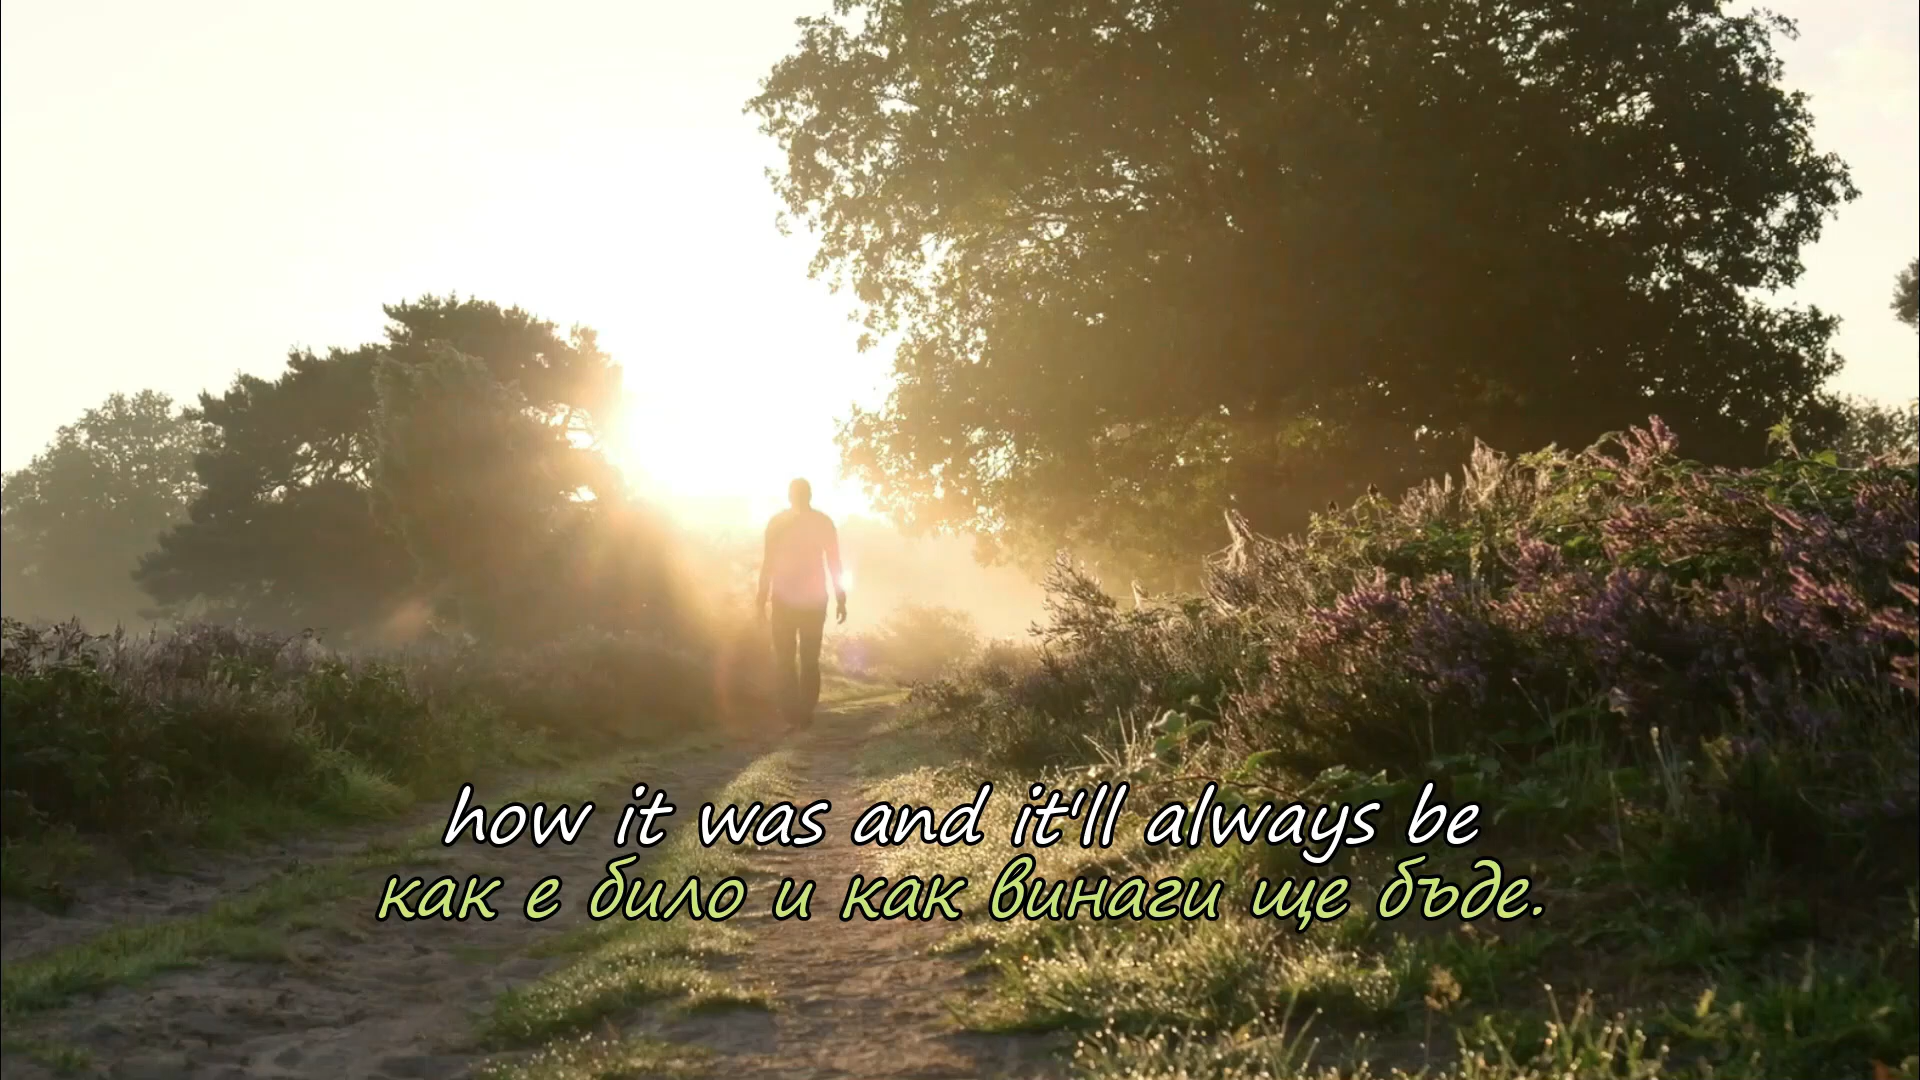 how it was and it'll always be
как е било и как винаги ще бъде.